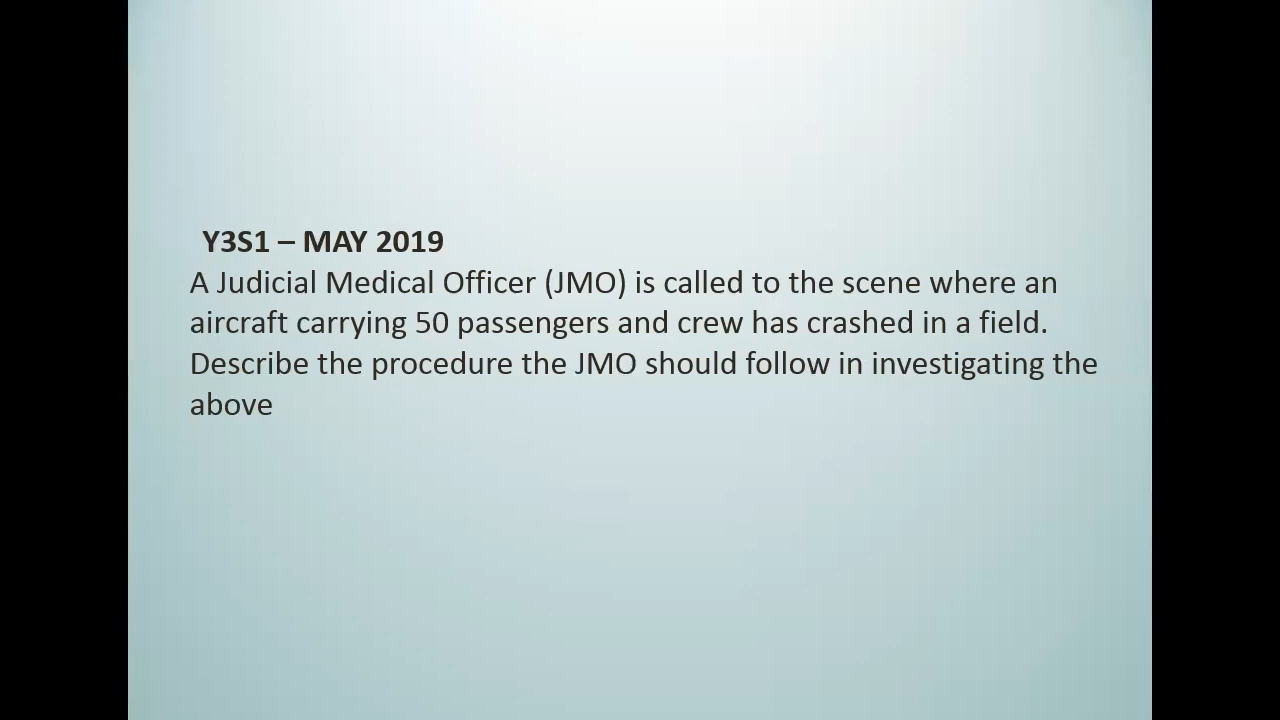 Y3S1 – MAY 2019
A Judicial Medical Officer (JMO) is called to the scene where an
aircraft carrying 50 passengers and crew has crashed in a field.
Describe the procedure the JMO should follow in investigating the
above